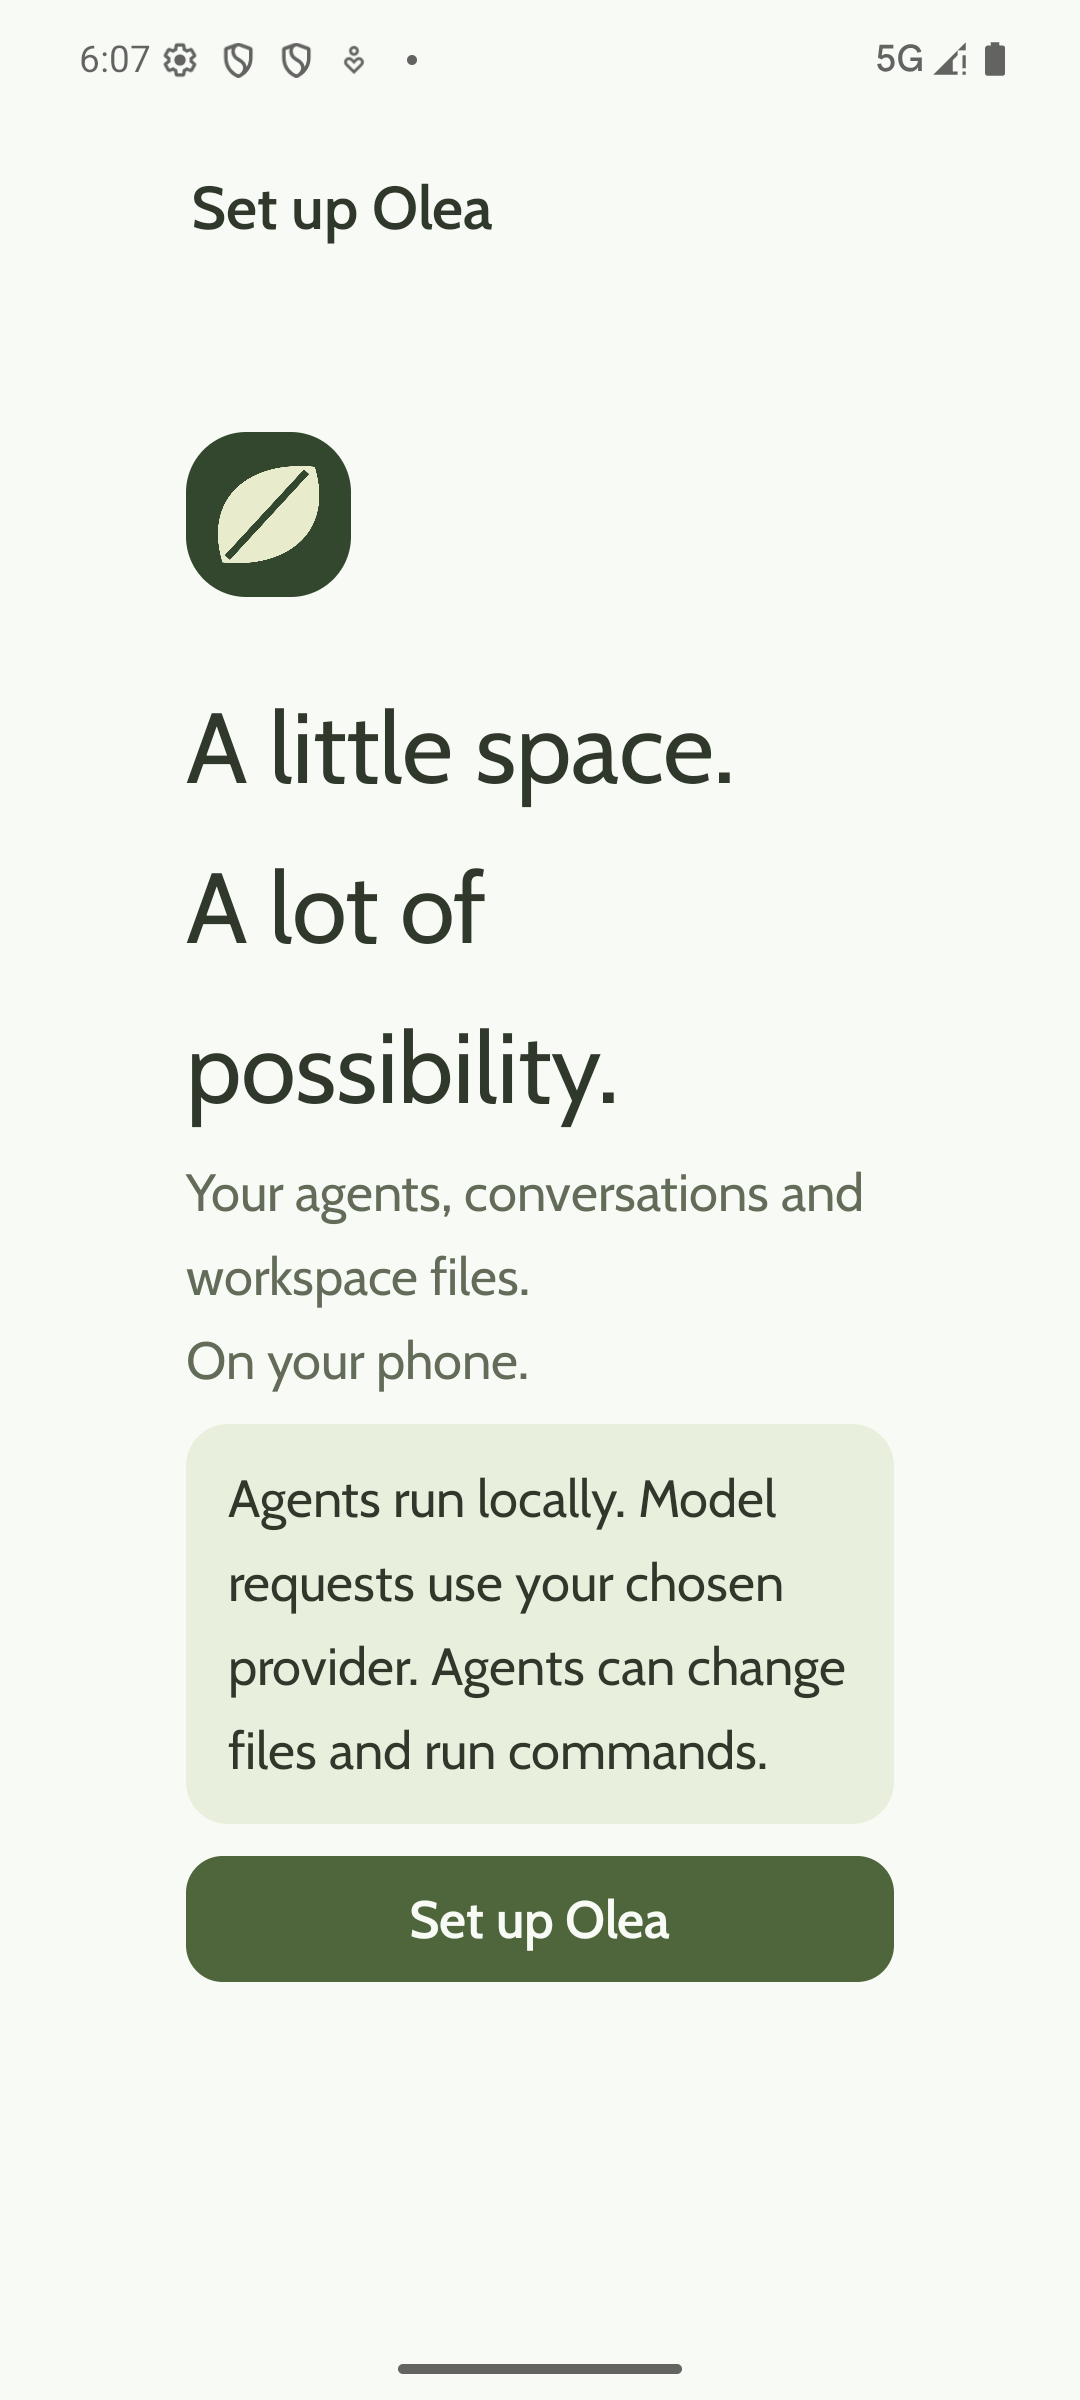 6:07
5G
Set up Olea
A little space.
A lot of
possibility.
Your agents, conversations and
workspace files.
On your phone.
Agents run locally. Model
requests use your chosen
provider. Agents can change
files and run commands.
Set up Olea